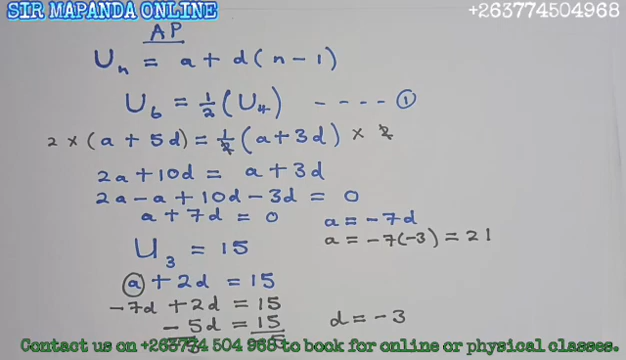 SIR MAPANDA ONLINE
+263774504968
AP
Uₙ = a + d(n - 1)
U₆ = 1/2 (U₄) ---- ①
2 × (a + 5d) = 1/2 (a + 3d) × 2
2a + 10d = a + 3d
2a - a + 10d - 3d = 0
a + 7d = 0
a = -7d
a = -7(-3) = 21
U₃ = 15
a + 2d = 15
-7d + 2d = 15
-5d = 15
d = -3
Contact us on +263774 504 968 to book for online or physical classes.